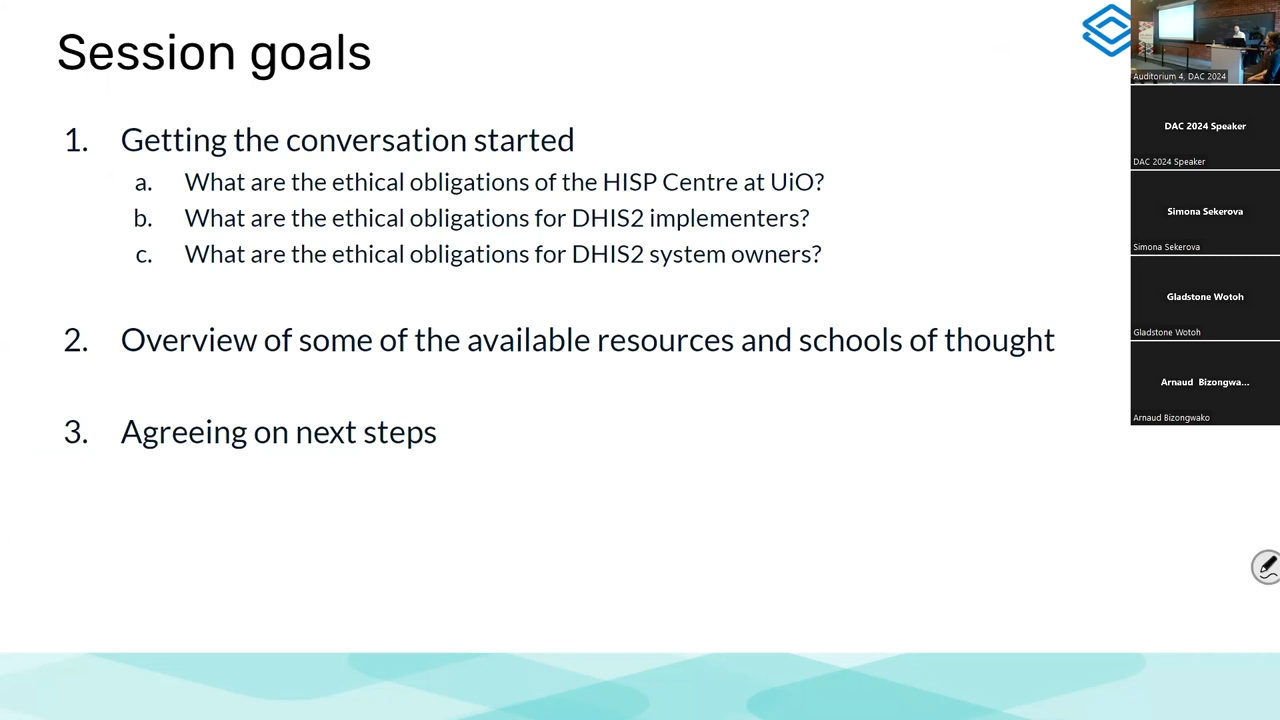 Session goals
1. Getting the conversation started
a. What are the ethical obligations of the HISP Centre at UiO?
b. What are the ethical obligations for DHIS2 implementers?
c. What are the ethical obligations for DHIS2 system owners?
2. Overview of some of the available resources and schools of thought
3. Agreeing on next steps
Auditorium 4, DAC 2024
DAC 2024 Speaker
DAC 2024 Speaker
Simona Sekerova
Simona Sekerova
Gladstone Wotoh
Gladstone Wotoh
Arnaud Bizongwa...
Arnaud Bizongwako